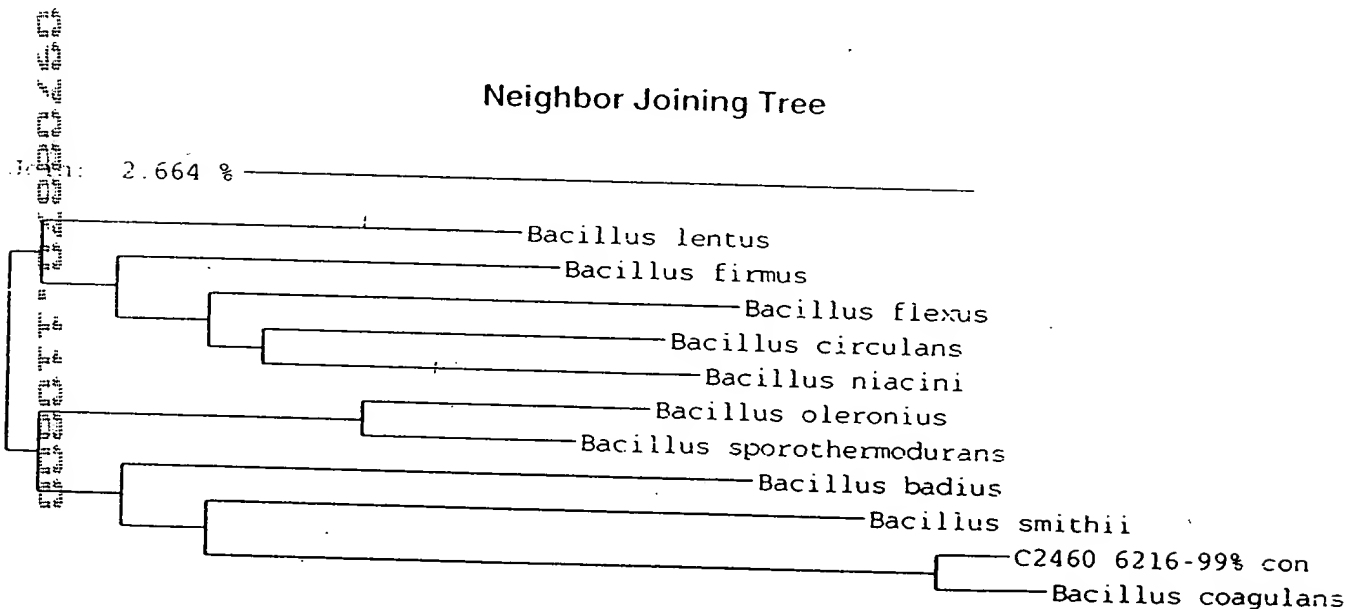 Neighbor Joining Tree
2.664 %
Bacillus lentus
Bacillus firmus
Bacillus flexus
Bacillus circulans
Bacillus niacini
Bacillus oleronius
Bacillus sporothermodurans
Bacillus badius
Bacillus smithii
C2460 6216-99% con
Bacillus coagulans